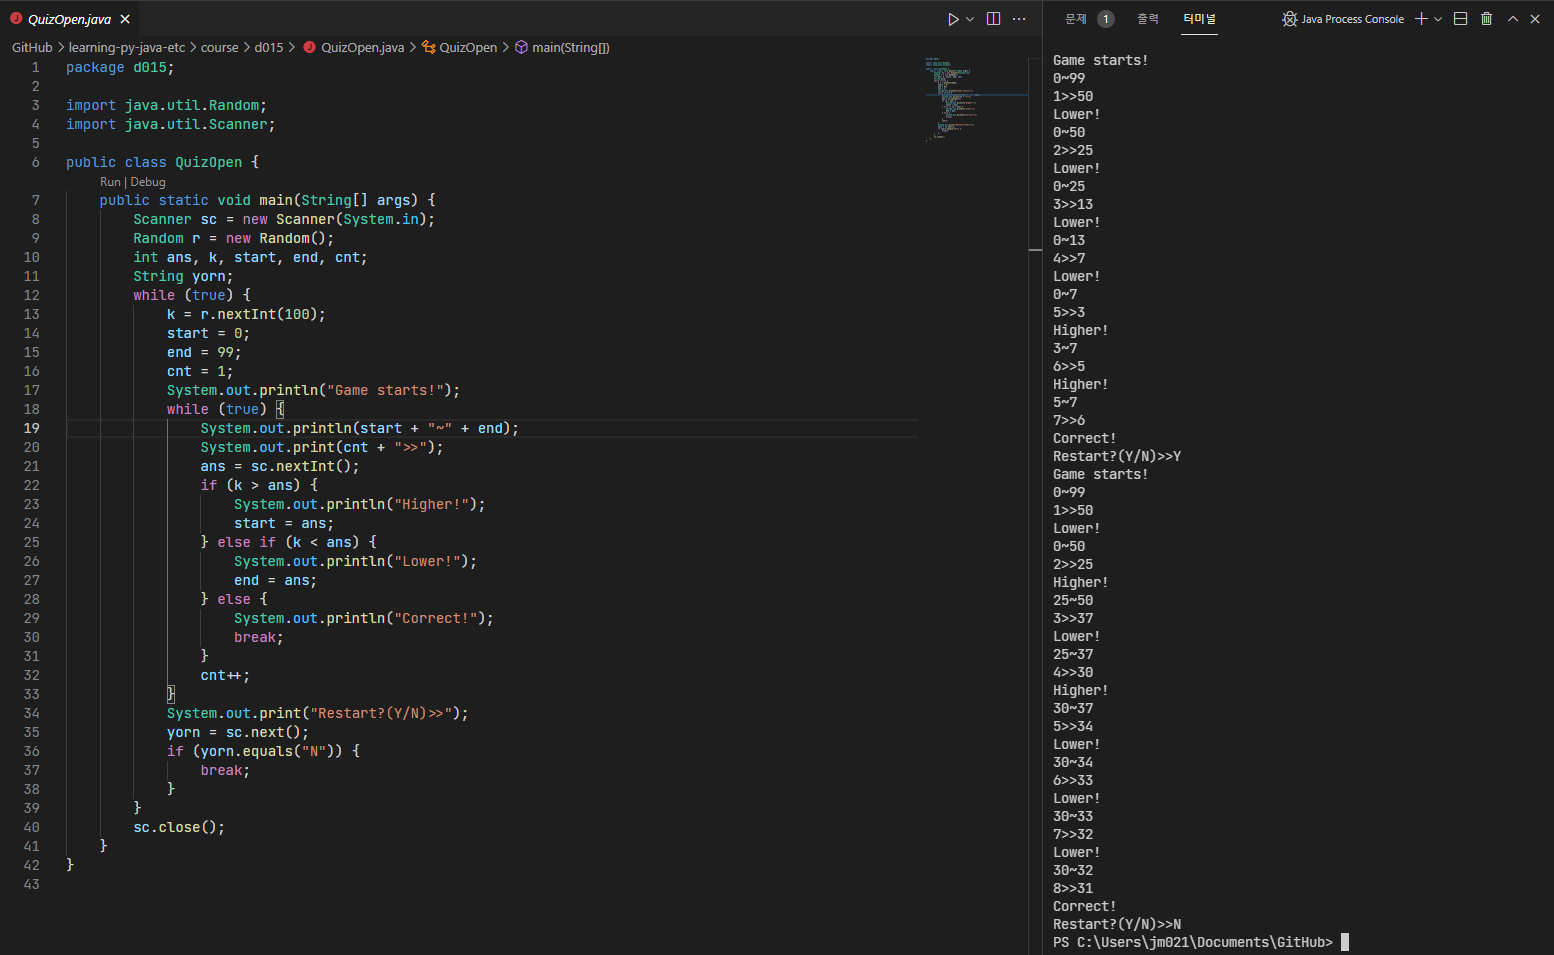 QuizOpen.java
GitHub > learning-py-java-etc > course > d015 > QuizOpen.java > QuizOpen > main(String[])
1 package d015;
2
3 import java.util.Random;
4 import java.util.Scanner;
5
6 public class QuizOpen {
Run | Debug
7 public static void main(String[] args) {
8 Scanner sc = new Scanner(System.in);
9 Random r = new Random();
10 int ans, k, start, end, cnt;
11 String yorn;
12 while (true) {
13 k = r.nextInt(100);
14 start = 0;
15 end = 99;
16 cnt = 1;
17 System.out.println("Game starts!");
18 while (true) {
19 System.out.println(start + "~" + end);
20 System.out.print(cnt + ">>");
21 ans = sc.nextInt();
22 if (k > ans) {
23 System.out.println("Higher!");
24 start = ans;
25 } else if (k < ans) {
26 System.out.println("Lower!");
27 end = ans;
28 } else {
29 System.out.println("Correct!");
30 break;
31 }
32 cnt++;
33 }
34 System.out.print("Restart?(Y/N)>>");
35 yorn = sc.next();
36 if (yorn.equals("N")) {
37 break;
38 }
39 }
40 sc.close();
41 }
42 }
43
문제 1 출력 터미널 Java Process Console
Game starts!
0~99
1>>50
Lower!
0~50
2>>25
Lower!
0~25
3>>13
Lower!
0~13
4>>7
Lower!
0~7
5>>3
Higher!
3~7
6>>5
Higher!
5~7
7>>6
Correct!
Restart?(Y/N)>>Y
Game starts!
0~99
1>>50
Lower!
0~50
2>>25
Higher!
25~50
3>>37
Lower!
25~37
4>>30
Higher!
30~37
5>>34
Lower!
30~34
6>>33
Lower!
30~33
7>>32
Lower!
30~32
8>>31
Correct!
Restart?(Y/N)>>N
PS C:\Users\jm021\Documents\GitHub>